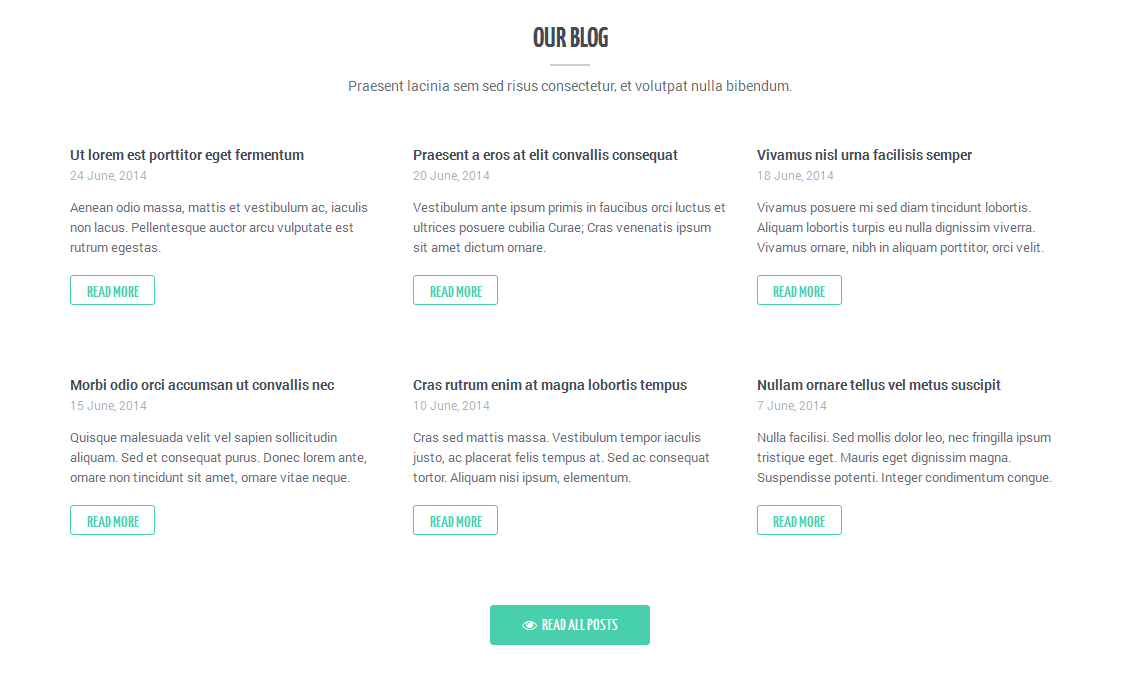 OUR BLOG
Praesent lacinia sem sed risus consectetur, et volutpat nulla bibendum.
Ut lorem est porttitor eget fermentum
24 June, 2014
Aenean odio massa, mattis et vestibulum ac, iaculis
non lacus. Pellentesque auctor arcu vulputate est
rutrum egestas.
READ MORE
Praesent a eros at elit convallis consequat
20 June, 2014
Vestibulum ante ipsum primis in faucibus orci luctus et
ultrices posuere cubilia Curae; Cras venenatis ipsum
sit amet dictum ornare.
READ MORE
Vivamus nisl urna facilisis semper
18 June, 2014
Vivamus posuere mi sed diam tincidunt lobortis.
Aliquam lobortis turpis eu nulla dignissim viverra.
Vivamus ornare, nibh in aliquam porttitor, orci velit.
READ MORE
Morbi odio orci accumsan ut convallis nec
15 June, 2014
Quisque malesuada velit vel sapien sollicitudin
aliquam. Sed et consequat purus. Donec lorem ante,
ornare non tincidunt sit amet, ornare vitae neque.
READ MORE
Cras rutrum enim at magna lobortis tempus
10 June, 2014
Cras sed mattis massa. Vestibulum tempor iaculis
justo, ac placerat felis tempus at. Sed ac consequat
tortor. Aliquam nisi ipsum, elementum.
READ MORE
Nullam ornare tellus vel metus suscipit
7 June, 2014
Nulla facilisi. Sed mollis dolor leo, nec fringilla ipsum
tristique eget. Mauris eget dignissim magna.
Suspendisse potenti. Integer condimentum congue.
READ MORE
READ ALL POSTS